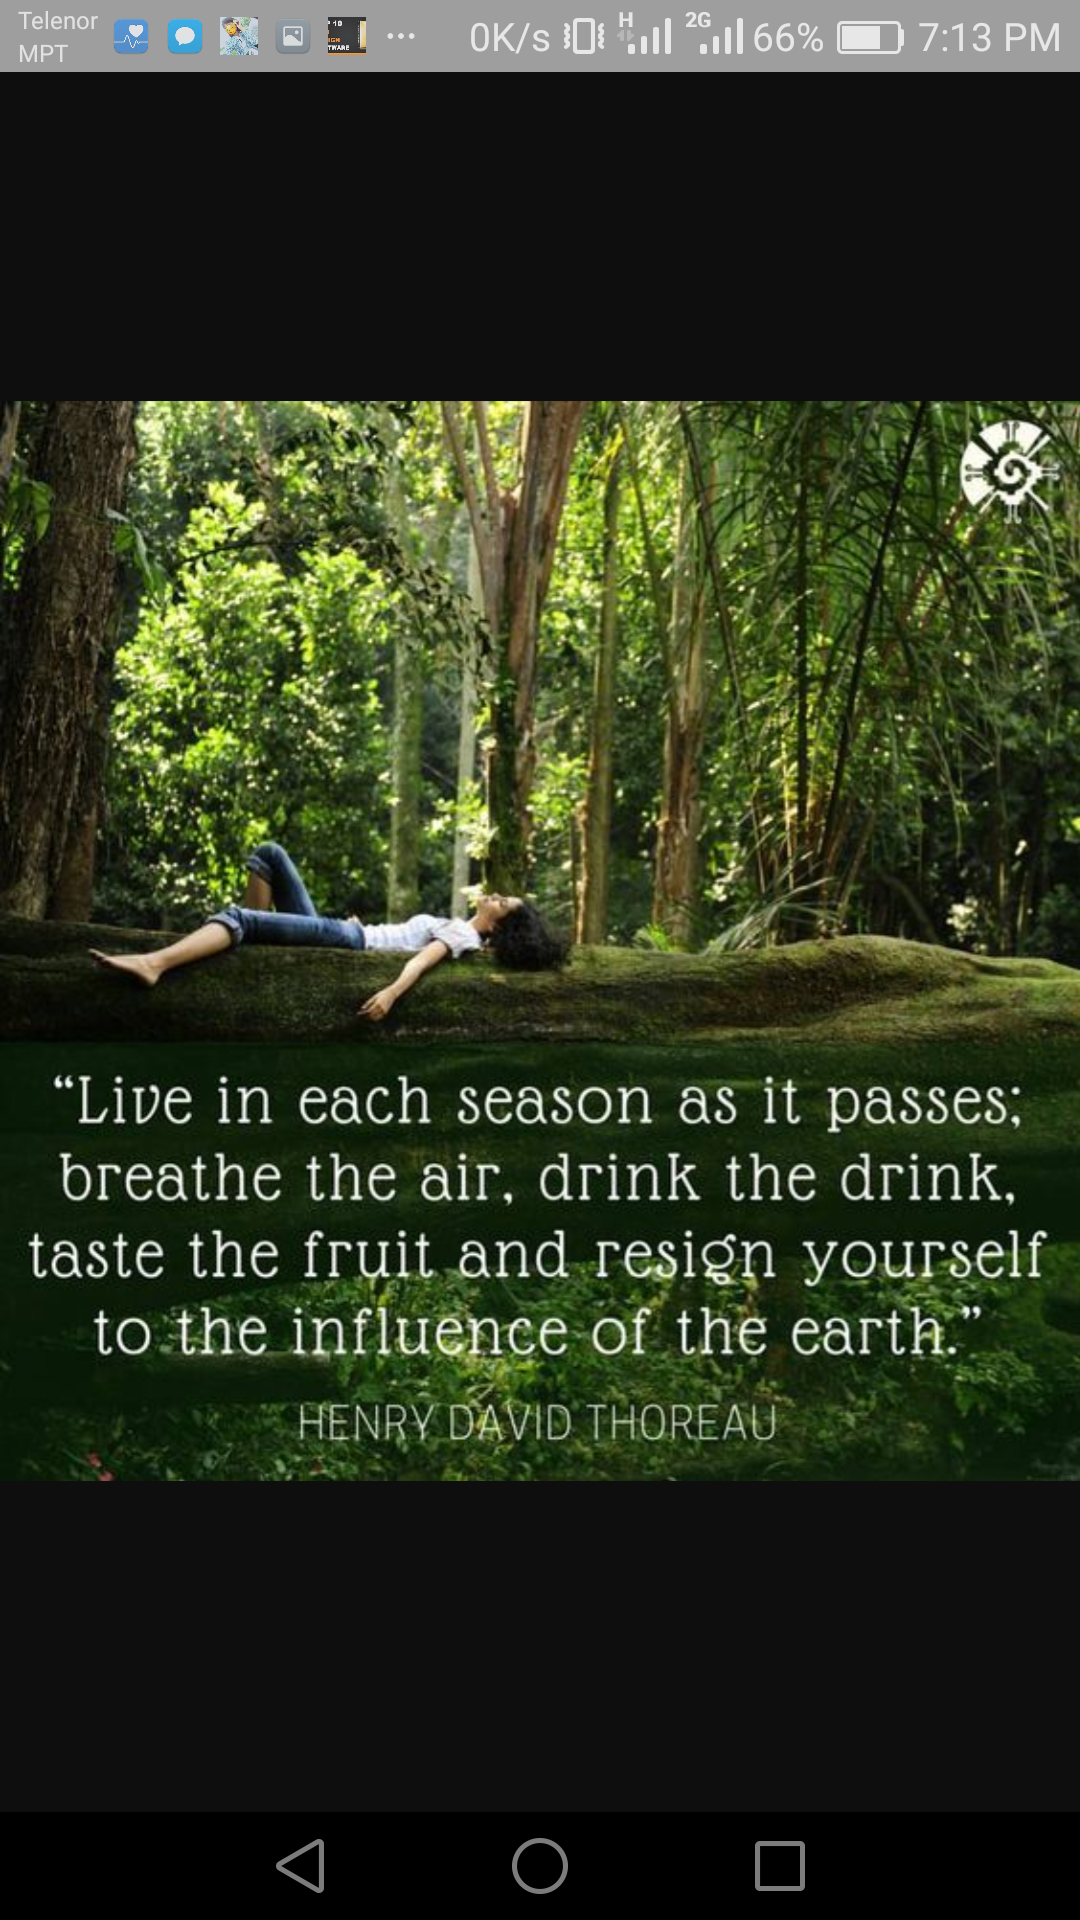 Telenor
MPT
0K/s H 2G 66% 7:13 PM
“Live in each season as it passes;
breathe the air, drink the drink,
taste the fruit and resign yourself
to the influence of the earth.”
HENRY DAVID THOREAU